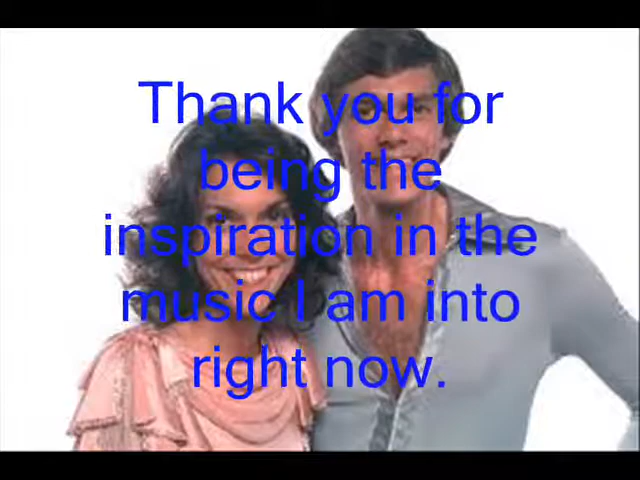 Thank you for
being the
inspiration in the
music I am into
right now.